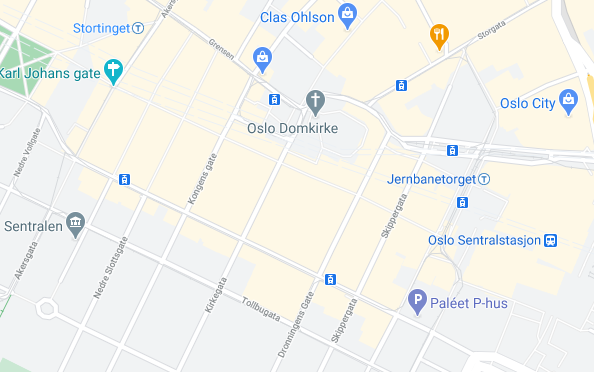 Clas Ohlson
Akers
Stortinget T
Grensen
Storgata
Karl Johans gate
Oslo City
Oslo Domkirke
Nedre Vollgate
Kongens gate
Jernbanetorget T
Skippergata
Sentralen
Oslo Sentralstasjon
Akersgata
Nedre Slottsgate
Kirkegata
P
Paléet P-hus
Tollbugata
Dronningens Gate
Skippergata